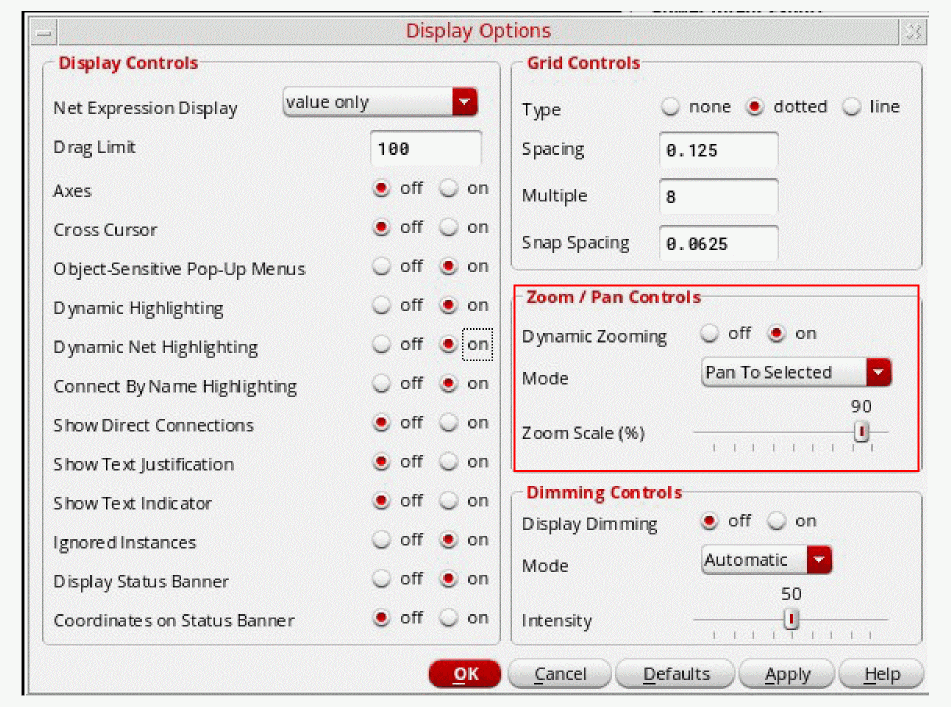 Display Options
Display Controls
Net Expression Display value only
Drag Limit 100
Axes off on
Cross Cursor off on
Object-Sensitive Pop-Up Menus off on
Dynamic Highlighting off on
Dynamic Net Highlighting off on
Connect By Name Highlighting off on
Show Direct Connections off on
Show Text Justification off on
Show Text Indicator off on
Ignored Instances off on
Display Status Banner off on
Coordinates on Status Banner off on
Grid Controls
Type none dotted line
Spacing 0.125
Multiple 8
Snap Spacing 0.0625
Zoom / Pan Controls
Dynamic Zooming off on
Mode Pan To Selected
90
Zoom Scale (%)
Dimming Controls
Display Dimming off on
Mode Automatic
50
Intensity
OK Cancel Defaults Apply Help